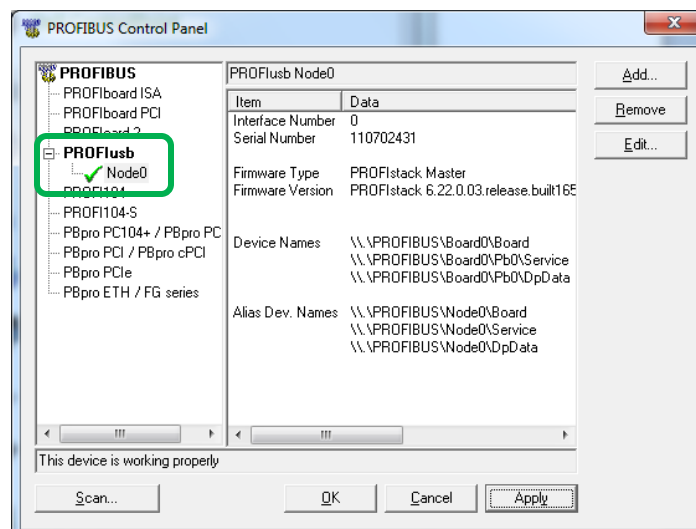 PROFIBUS Control Panel
PROFIBUS
PROFIboard ISA
PROFIboard PCI
PROFIboard 2
PROFIusb
Node0
PROFI104
PROFI104-S
PBpro PC104+ / PBpro PC
PBpro PCI / PBpro cPCI
PBpro PCIe
PBpro ETH / FG series
PROFIusb Node0
Item Data
Interface Number 0
Serial Number 110702431
Firmware Type PROFIstack Master
Firmware Version PROFIstack 6.22.0.03.release.built165
Device Names \\.\PROFIBUS\Board0\Board
\\.\PROFIBUS\Board0\Pb0\Service
\\.\PROFIBUS\Board0\Pb0\DpData
Alias Dev. Names \\.\PROFIBUS\Node0\Board
\\.\PROFIBUS\Node0\Service
\\.\PROFIBUS\Node0\DpData
Add...
Remove
Edit...
This device is working properly
Scan... OK Cancel Apply